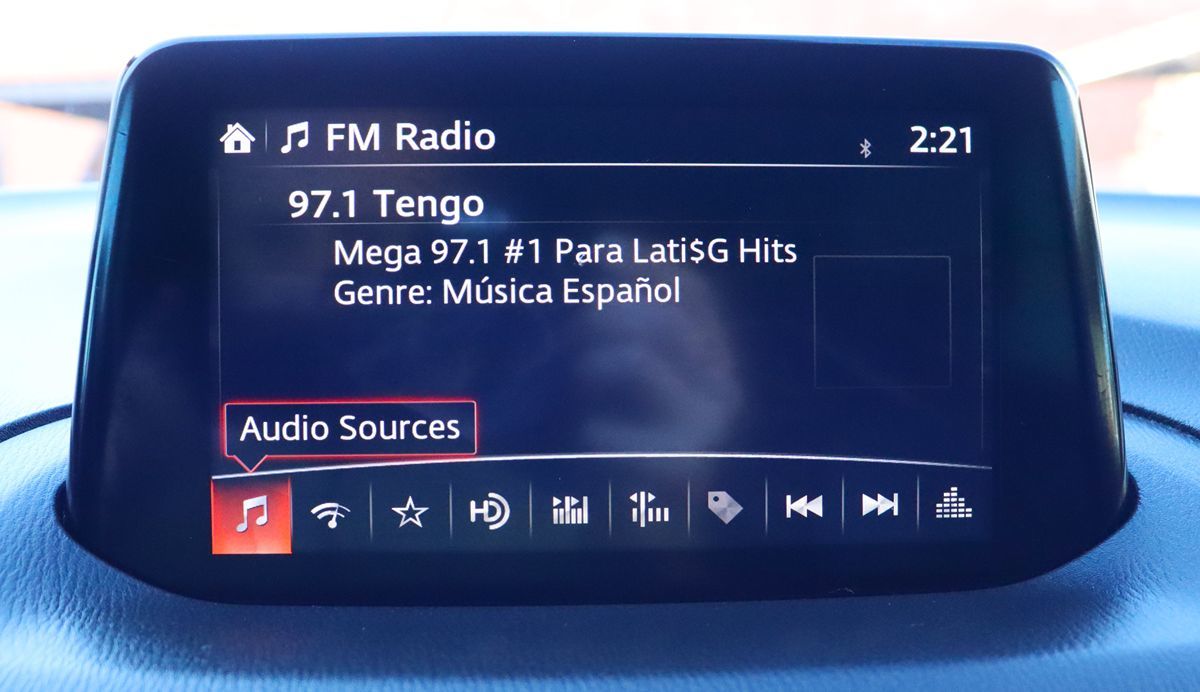 FM Radio 2:21
97.1 Tengo
Mega 97.1 #1 Para Lati$G Hits
Genre: Música Español
Audio Sources
HD